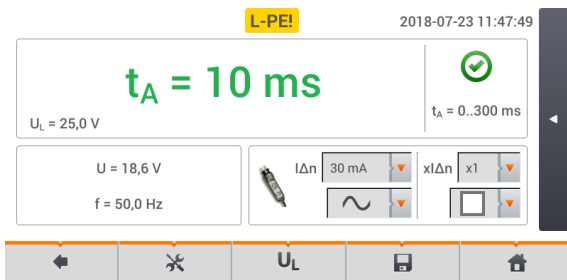 L-PE!
2018-07-23 11:47:49
tA = 10 ms
UL = 25,0 V
tA = 0..300 ms
U = 18,6 V
f = 50,0 Hz
IΔn 30 mA xIΔn x1
UL